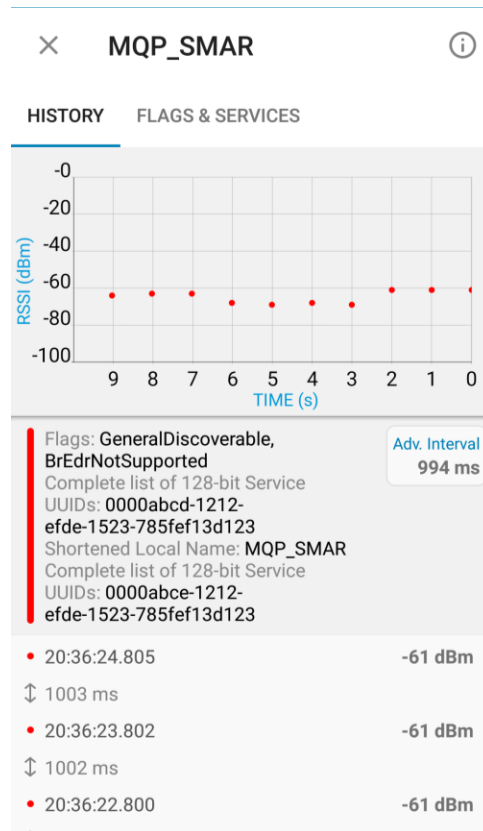 MQP_SMAR
HISTORY FLAGS & SERVICES
-0
-20
-40
-60
-80
-100
RSSI (dBm)
9 8 7 6 5 4 3 2 1 0
TIME (s)
Flags: GeneralDiscoverable,
BrEdrNotSupported
Complete list of 128-bit Service
UUIDs: 0000abcd-1212-
efde-1523-785fef13d123
Shortened Local Name: MQP_SMAR
Complete list of 128-bit Service
UUIDs: 0000abce-1212-
efde-1523-785fef13d123
Adv. Interval
994 ms
20:36:24.805 -61 dBm
1003 ms
20:36:23.802 -61 dBm
1002 ms
20:36:22.800 -61 dBm